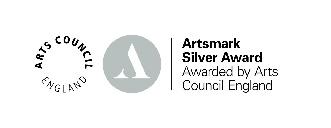 ARTS COUNCIL
ENGLAND
A
Artsmark
Silver Award
Awarded by Arts
Council England